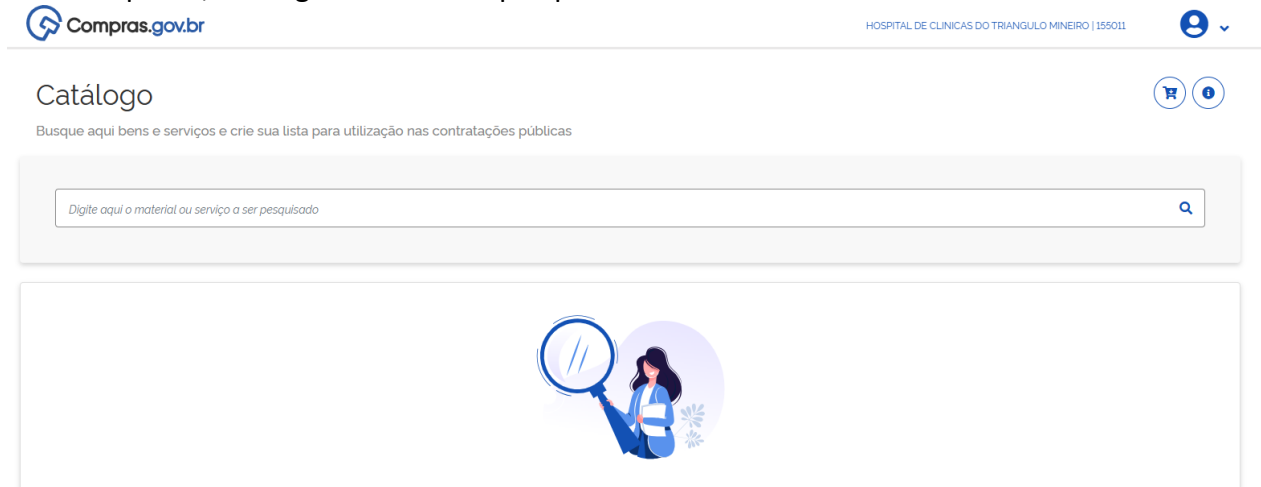 Compras.gov.br
HOSPITAL DE CLINICAS DO TRIANGULO MINEIRO | 155011
Catálogo
Busque aqui bens e serviços e crie sua lista para utilização nas contratações públicas
Digite aqui o material ou serviço a ser pesquisado